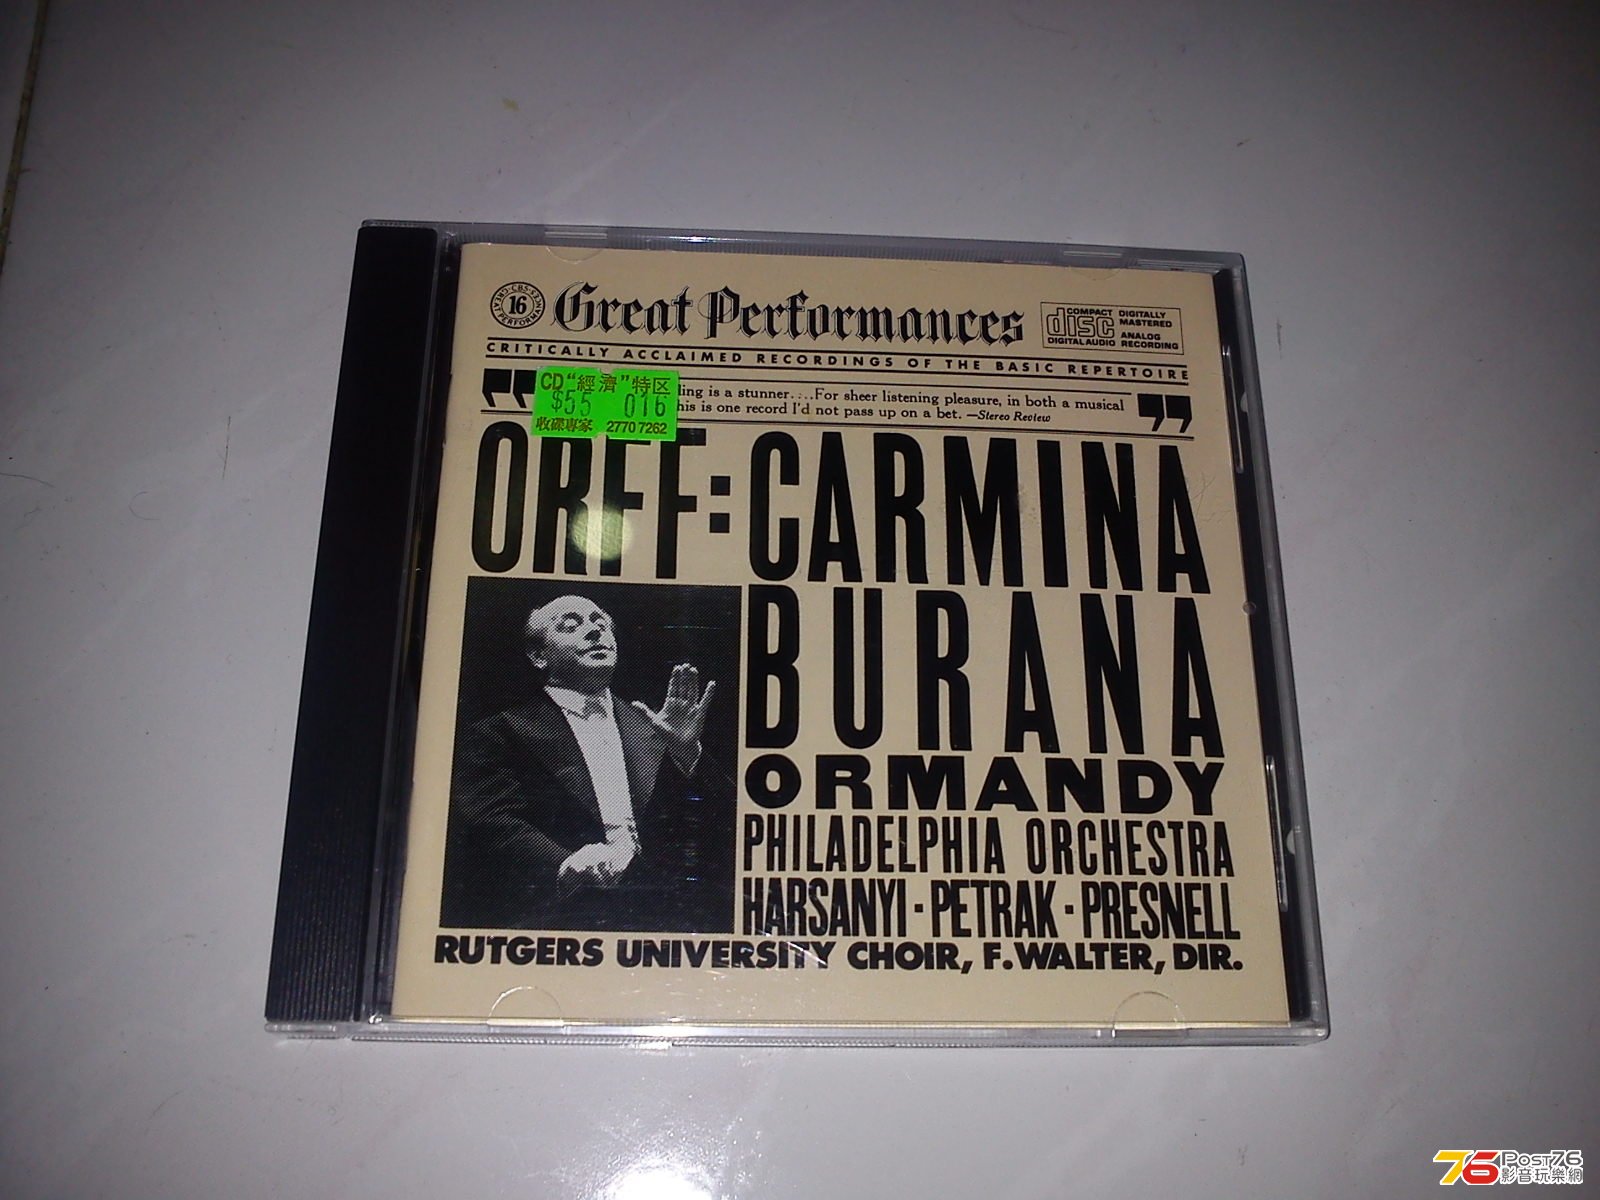 GREAT PERFORMANCES CBS
16
Great Performances
COMPACT disc DIGITAL AUDIO
DIGITALLY MASTERED
ANALOG RECORDING
CRITICALLY ACCLAIMED RECORDINGS OF THE BASIC REPERTOIRE
CD“經濟”特区
$55 016
收碟專家 2770 7262
is a stunner....For sheer listening pleasure, in both a musical
is one record I'd not pass up on a bet. —Stereo Review
ORFF: CARMINA
BURANA
ORMANDY
PHILADELPHIA ORCHESTRA
HARSANYI · PETRAK · PRESNELL
RUTGERS UNIVERSITY CHOIR, F. WALTER, DIR.
76 Post76
影音玩樂網